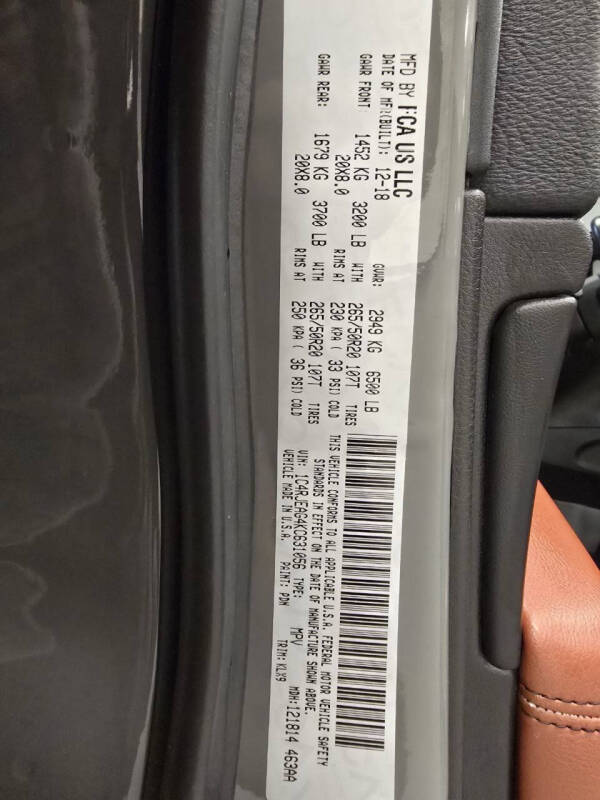 MFD BY FCA US LLC
DATE OF MFR(BUILT): 12-18 GVWR: 2949 KG 6500 LB
GAWR FRONT 1452 KG 3200 LB WITH 265/50R20 107T TIRES
20X8.0 RIMS AT 230 KPA ( 33 PSI) COLD
GAWR REAR: 1679 KG 3700 LB WITH 265/50R20 107T TIRES
20X8.0 RIMS AT 250 KPA ( 36 PSI) COLD
THIS VEHICLE CONFORMS TO ALL APPLICABLE U.S.A. FEDERAL MOTOR VEHICLE SAFETY
STANDARDS IN EFFECT ON THE DATE OF MANUFACTURE SHOWN ABOVE.
VIN: 1C4RJEAG4KC631056 TYPE: MPV MDH:121814 463AA
VEHICLE MADE IN U.S.A. PAINT: PDN TRIM: KLX9